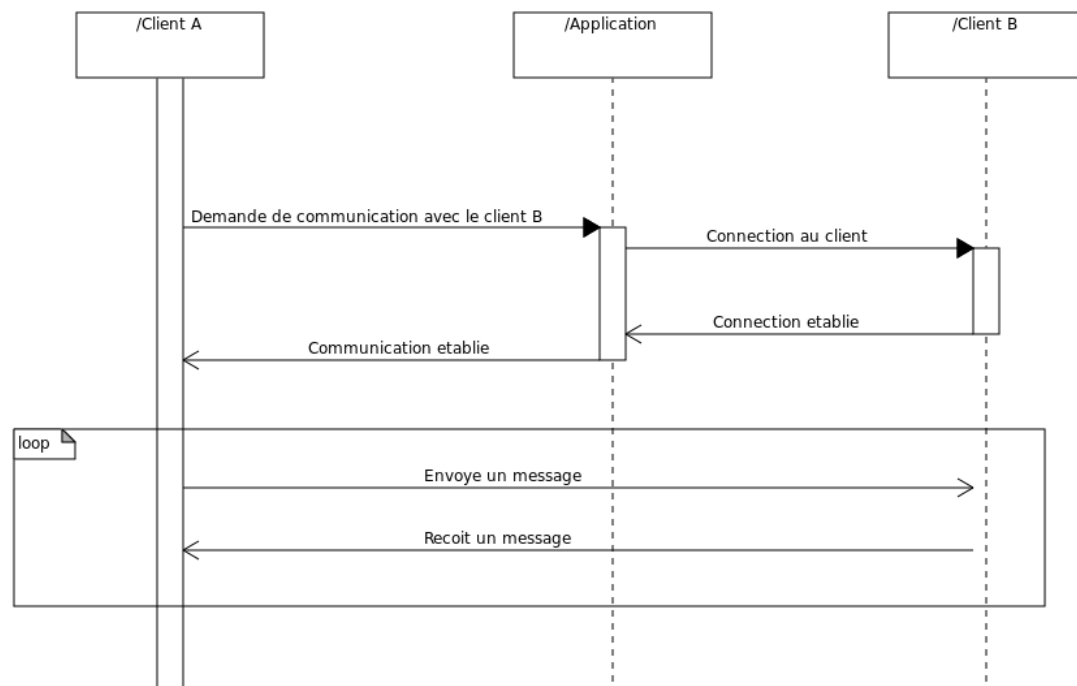 /Client A
/Application
/Client B
Demande de communication avec le client B
Connection au client
Connection etablie
Communication etablie
loop
Envoye un message
Recoit un message